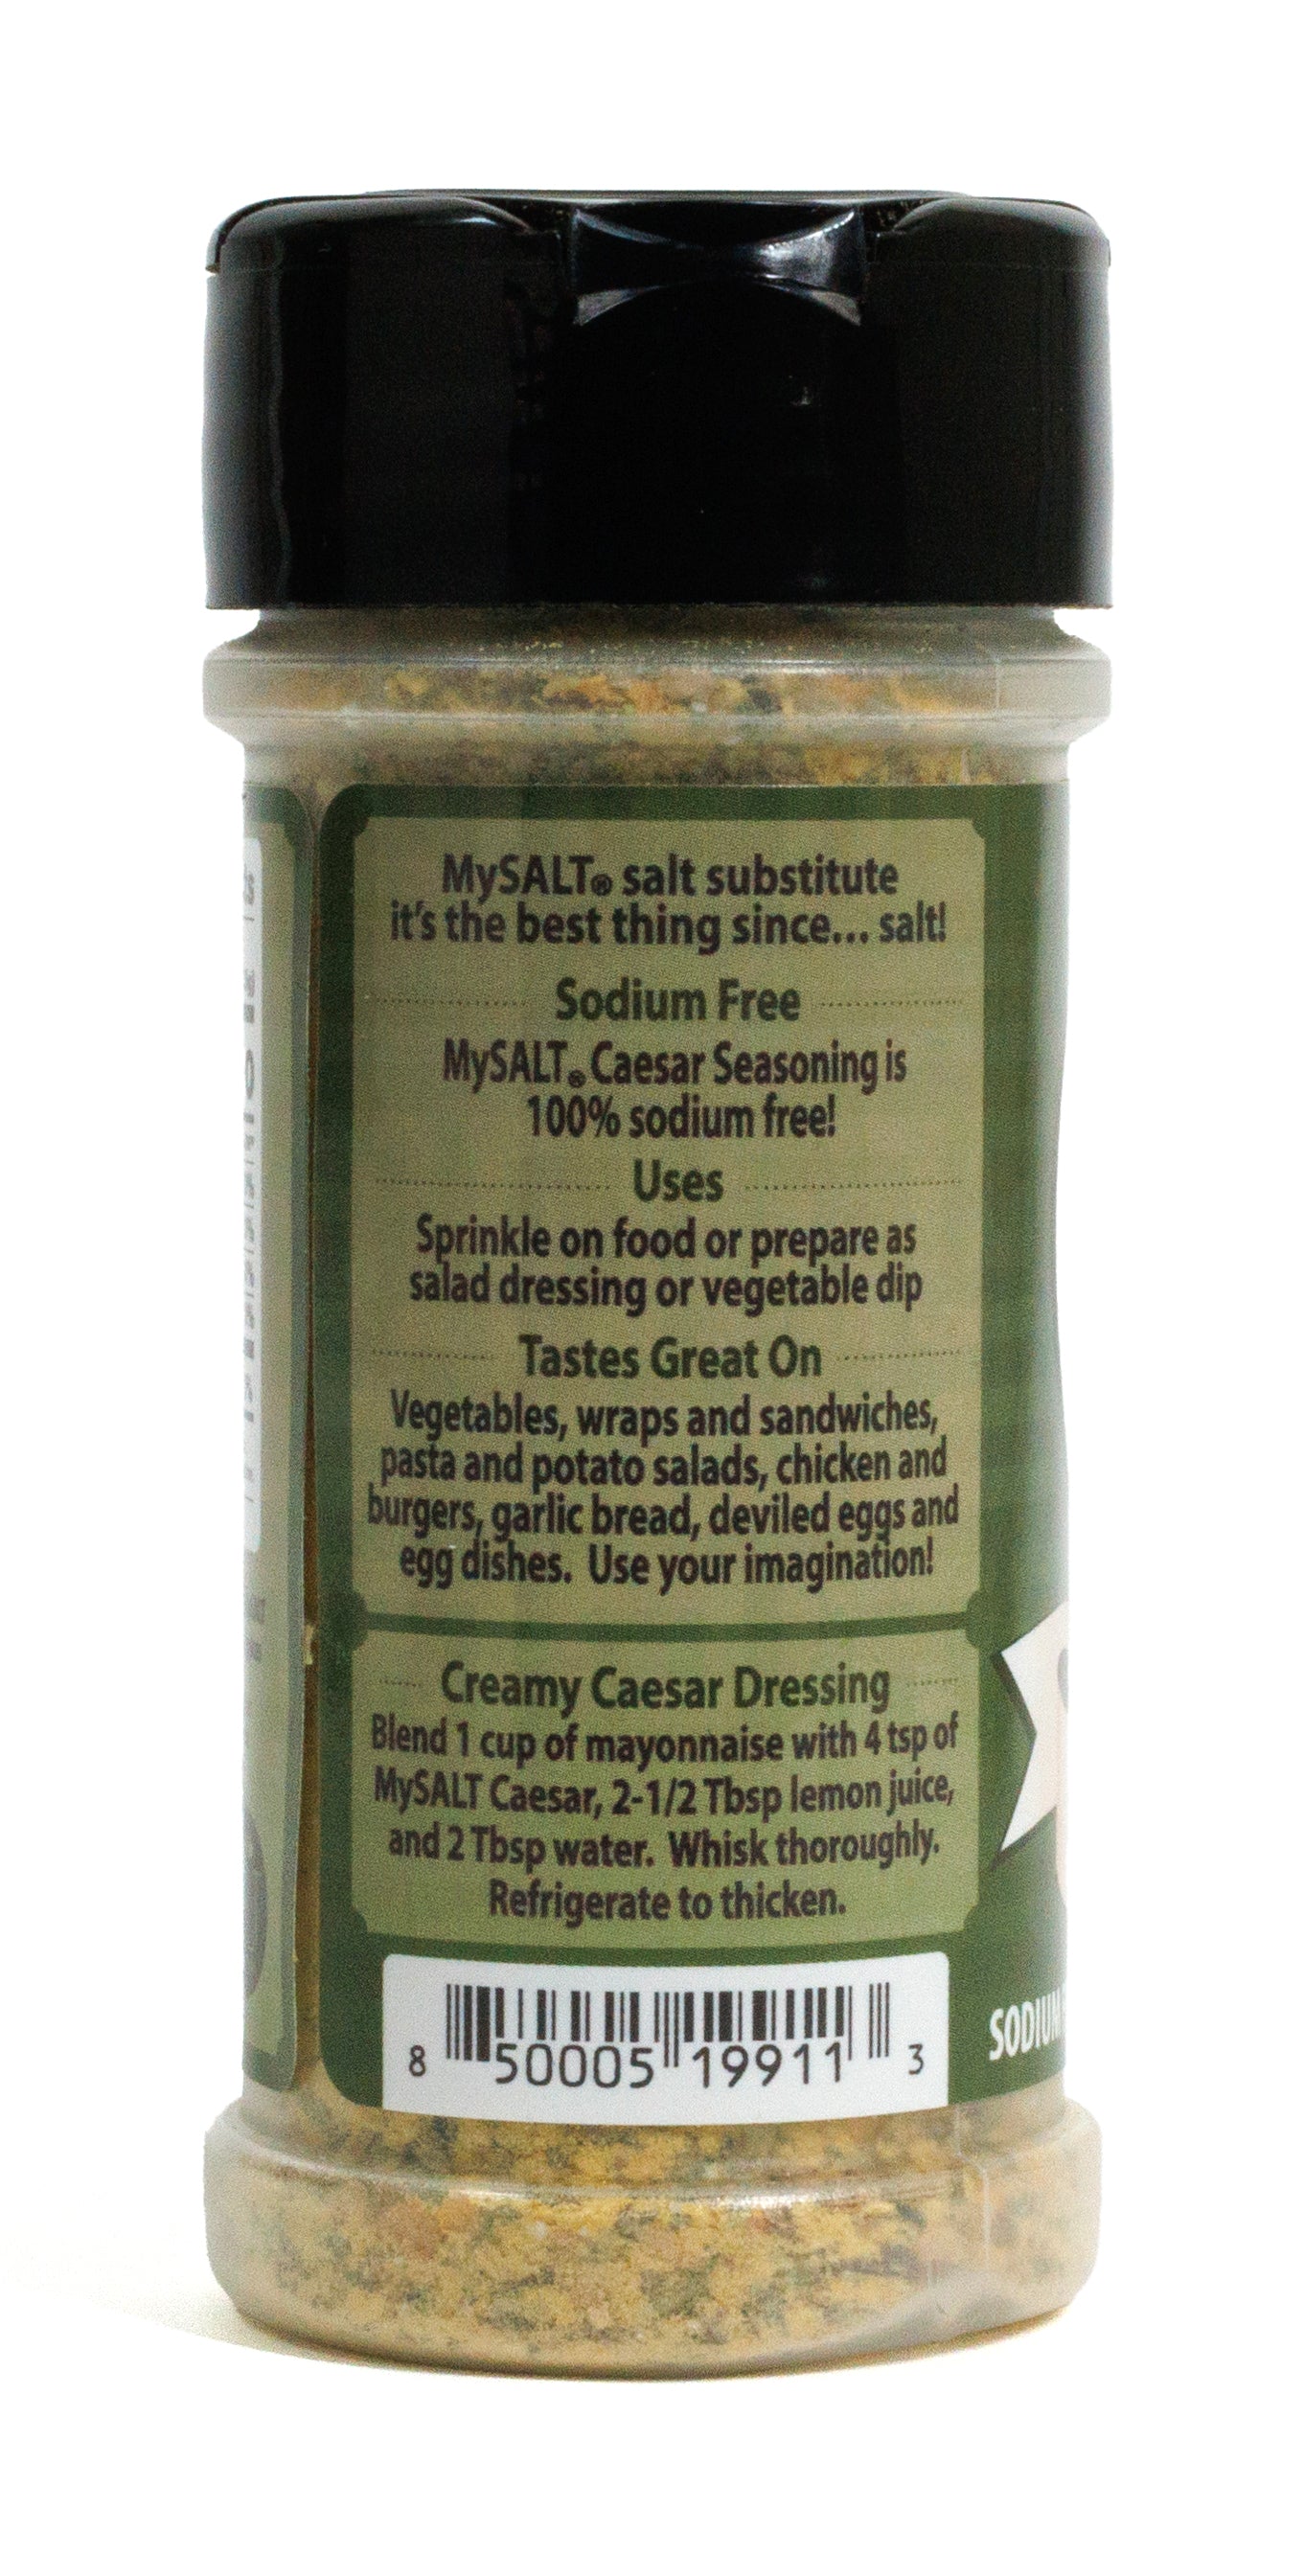 MySALT® salt substitute
it's the best thing since... salt!
Sodium Free
MySALT® Caesar Seasoning is
100% sodium free!
Uses
Sprinkle on food or prepare as
salad dressing or vegetable dip
Tastes Great On
Vegetables, wraps and sandwiches,
pasta and potato salads, chicken and
burgers, garlic bread, deviled eggs and
egg dishes. Use your imagination!
Creamy Caesar Dressing
Blend 1 cup of mayonnaise with 4 tsp of
MySALT Caesar, 2-1/2 Tbsp lemon juice,
and 2 Tbsp water. Whisk thoroughly.
Refrigerate to thicken.
8 50005 19911 3
SODIUM